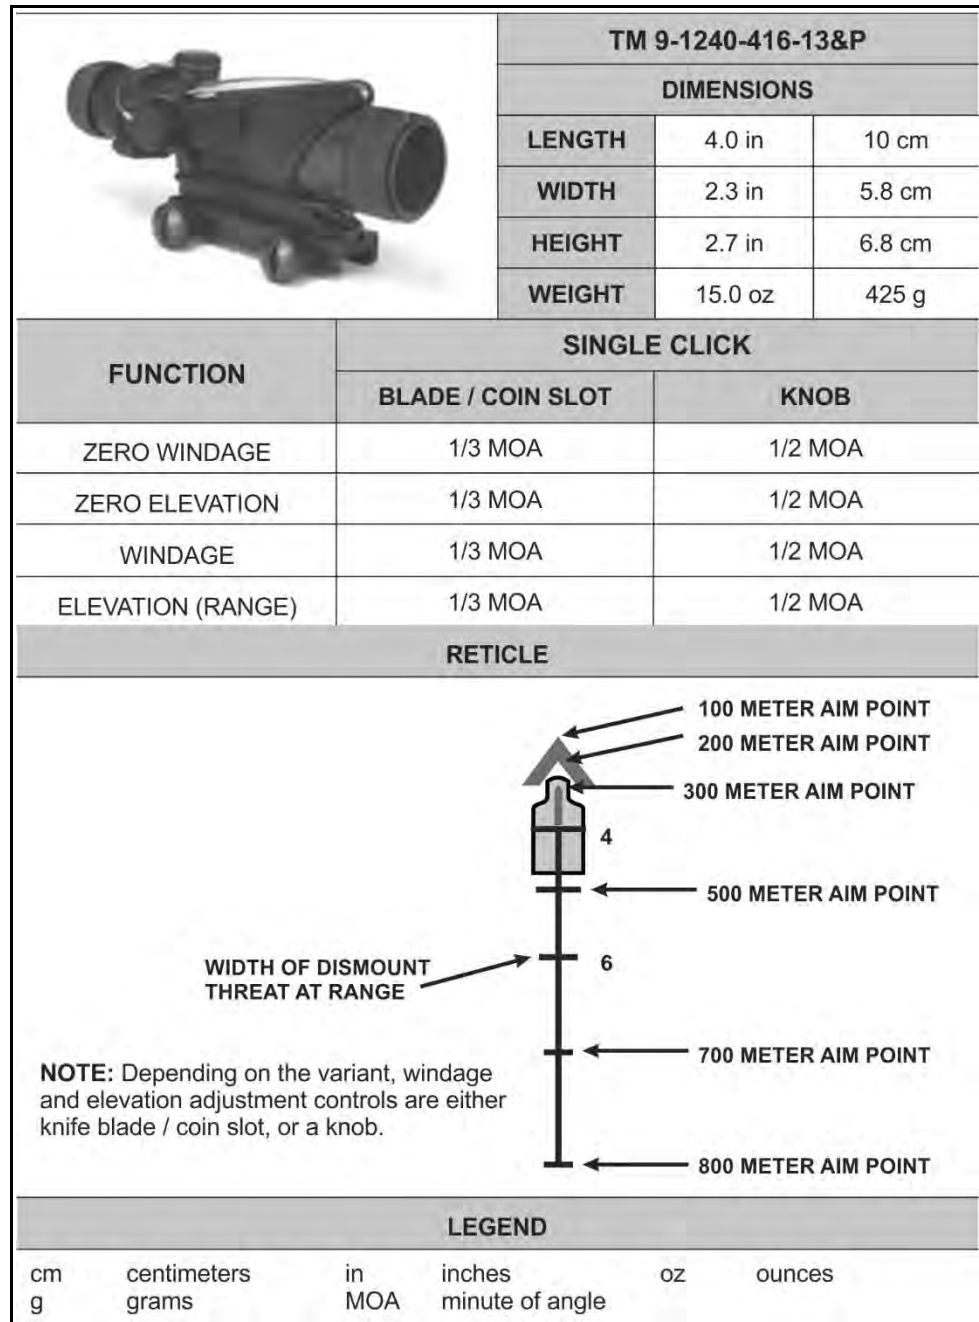 TM 9-1240-416-13&P
DIMENSIONS
LENGTH 4.0 in 10 cm
WIDTH 2.3 in 5.8 cm
HEIGHT 2.7 in 6.8 cm
WEIGHT 15.0 oz 425 g
FUNCTION
SINGLE CLICK
BLADE / COIN SLOT KNOB
ZERO WINDAGE 1/3 MOA 1/2 MOA
ZERO ELEVATION 1/3 MOA 1/2 MOA
WINDAGE 1/3 MOA 1/2 MOA
ELEVATION (RANGE) 1/3 MOA 1/2 MOA
RETICLE
100 METER AIM POINT
200 METER AIM POINT
300 METER AIM POINT
4
500 METER AIM POINT
6
WIDTH OF DISMOUNT
THREAT AT RANGE
700 METER AIM POINT
NOTE: Depending on the variant, windage
and elevation adjustment controls are either
knife blade / coin slot, or a knob.
800 METER AIM POINT
LEGEND
cm centimeters in inches oz ounces
g grams MOA minute of angle